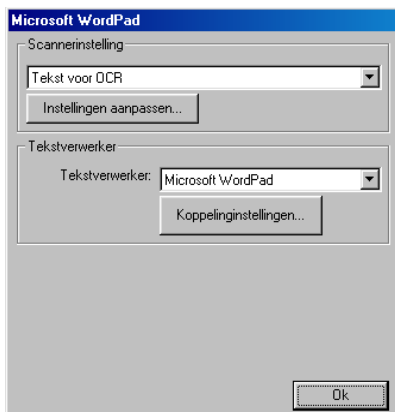 Microsoft WordPad
Scannerinstelling
Tekst voor OCR
Instellingen aanpassen...
Tekstverwerker
Tekstverwerker: Microsoft WordPad
Koppelinginstellingen...
Ok